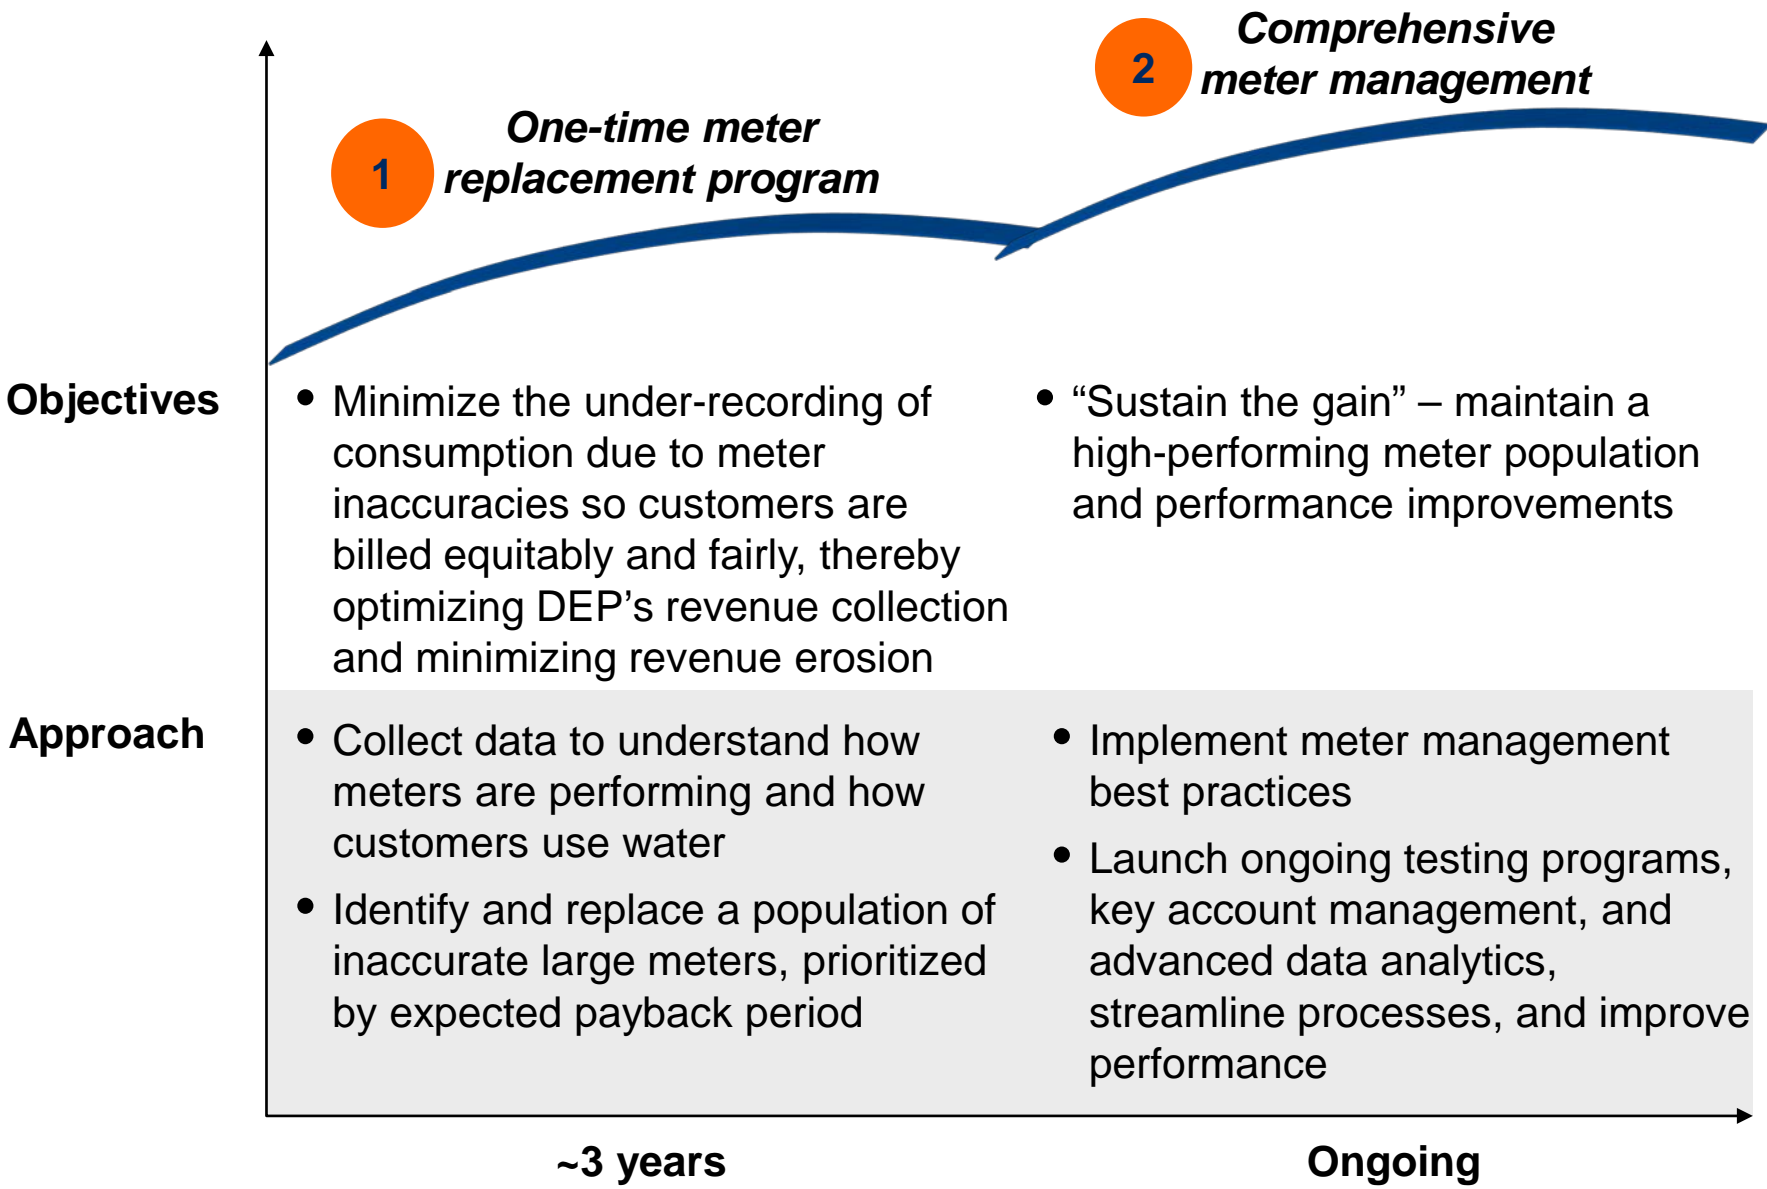 Comprehensive
meter management
2
One-time meter
replacement program
1
Objectives
• Minimize the under-recording of
consumption due to meter
inaccuracies so customers are
billed equitably and fairly, thereby
optimizing DEP’s revenue collection
and minimizing revenue erosion
• “Sustain the gain” – maintain a
high-performing meter population
and performance improvements
Approach
• Collect data to understand how
meters are performing and how
customers use water
• Identify and replace a population of
inaccurate large meters, prioritized
by expected payback period
• Implement meter management
best practices
• Launch ongoing testing programs,
key account management, and
advanced data analytics,
streamline processes, and improve
performance
~3 years
Ongoing